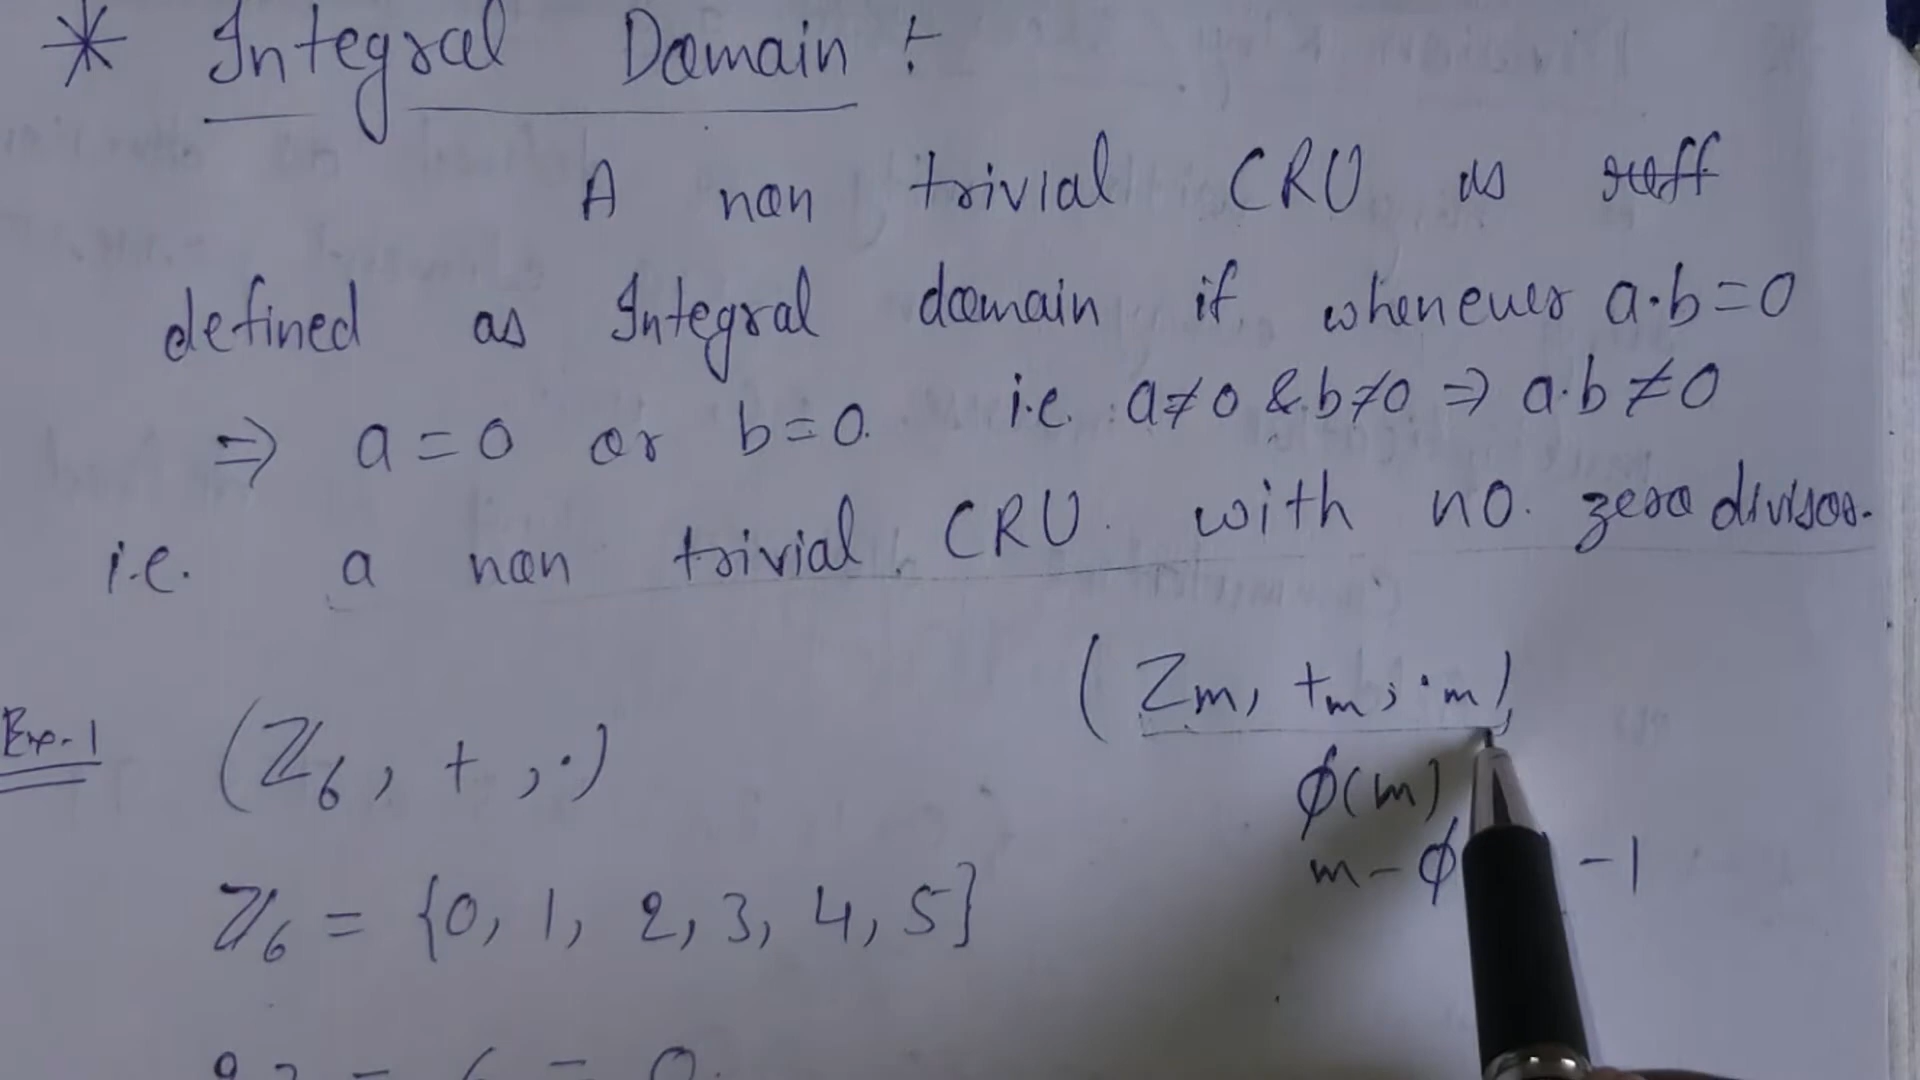 * Integral Domain :-
A non trivial CRU is
defined as Integral domain if whenever a·b=0
⇒ a=0 or b=0. i.e. a≠0 & b≠0 ⇒ a·b≠0
i.e. a non trivial CRU with no zero divisor.
(Zm, +m, ·m)
Exp-1 (Z6, +, ·)
φ(m)
m-φ -1
Z6 = {0, 1, 2, 3, 4, 5}